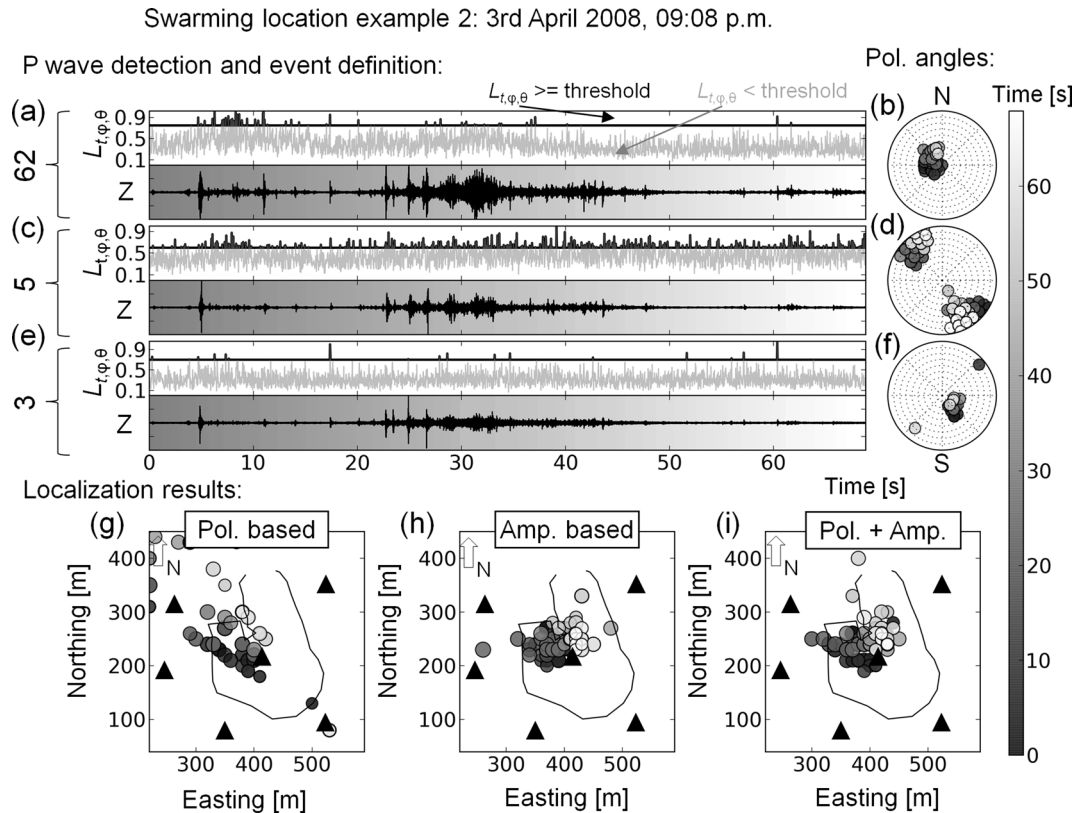 Swarming location example 2: 3rd April 2008, 09:08 p.m.
P wave detection and event definition:
Pol. angles:
Time [s]
L t,φ,θ >= threshold
L t,φ,θ < threshold
(a)
62
L t,φ,θ
0.9
0.5
0.1
Z
(b)
N
(c)
5
L t,φ,θ
0.9
0.5
0.1
Z
(d)
(e)
3
L t,φ,θ
0.9
0.5
0.1
Z
(f)
S
0 10 20 30 40 50 60
Time [s]
60
50
40
30
20
10
0
Localization results:
(g)
Pol. based
N
Northing [m]
400
300
200
100
300 400 500
Easting [m]
(h)
Amp. based
N
Northing [m]
400
300
200
100
300 400 500
Easting [m]
(i)
Pol. + Amp.
N
Northing [m]
400
300
200
100
300 400 500
Easting [m]